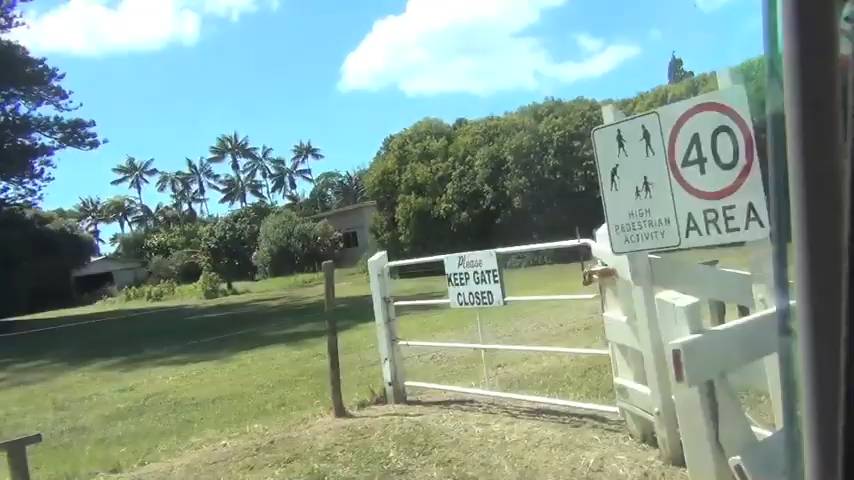 Please
KEEP GATE
CLOSED
HIGH
PEDESTRIAN
ACTIVITY
40
AREA